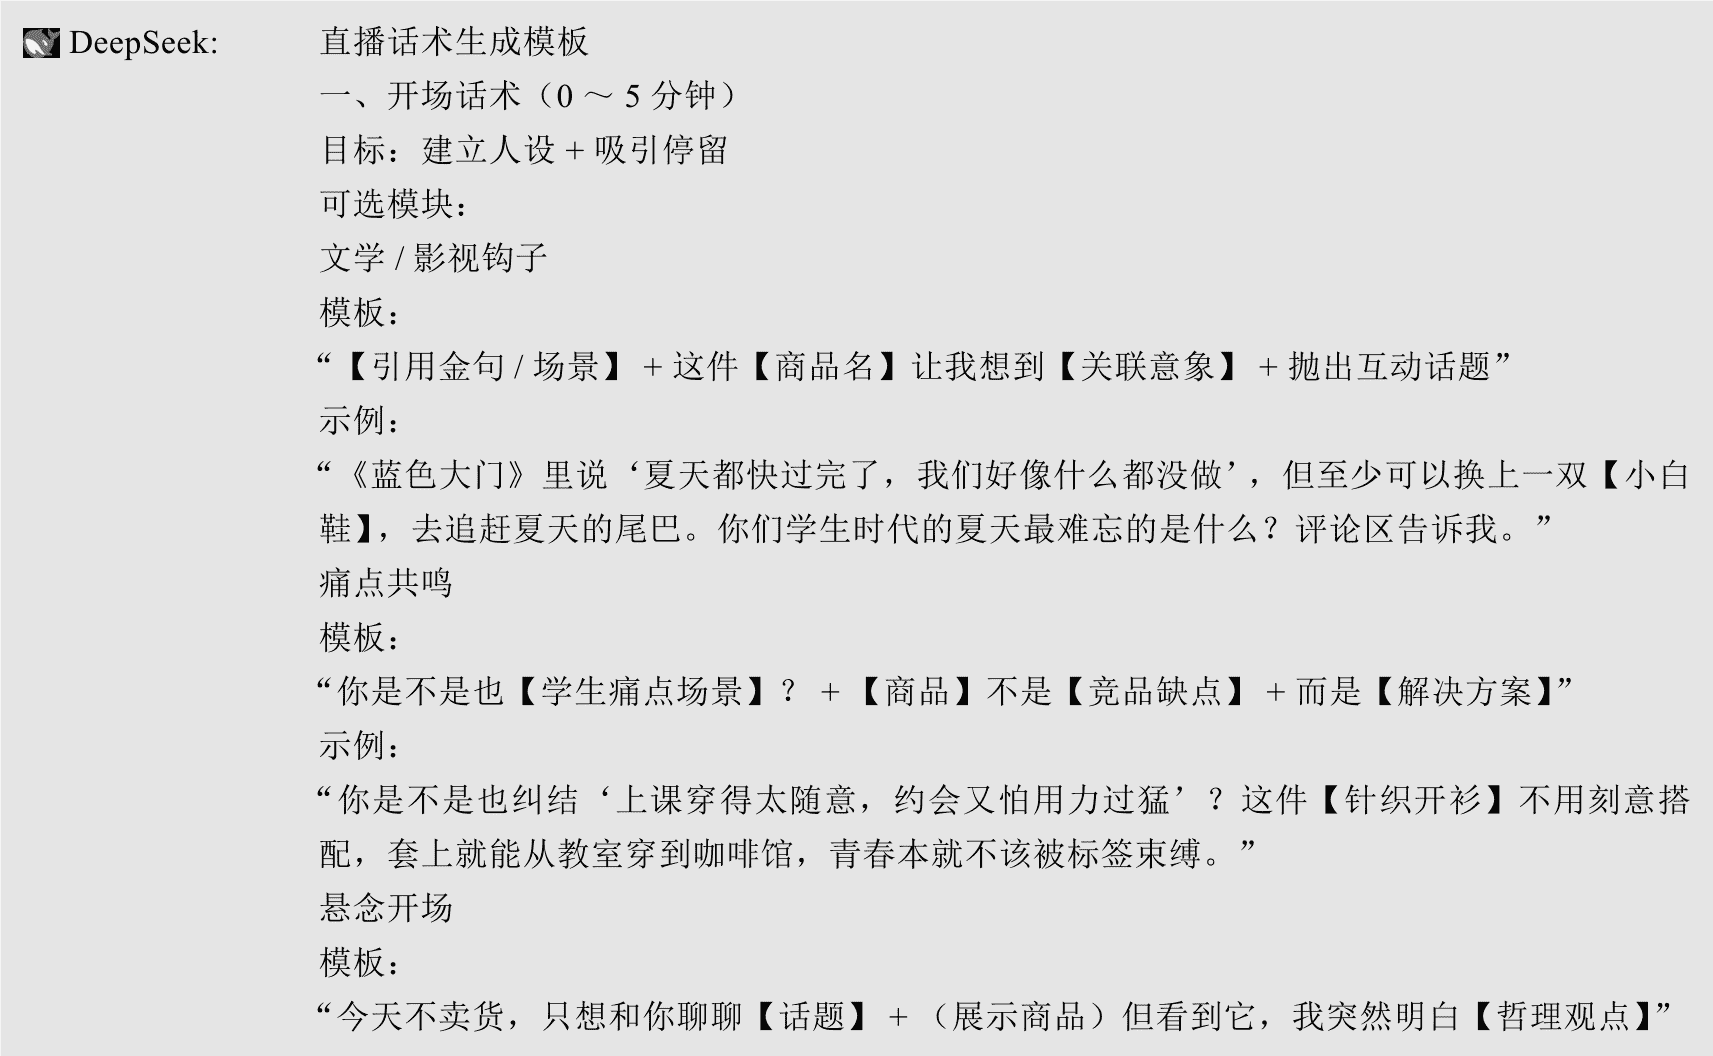 DeepSeek: 直播话术生成模板
一、开场话术（0 ～ 5 分钟）
目标：建立人设 + 吸引停留
可选模块：
文学 / 影视钩子
模板：
“【引用金句 / 场景】 + 这件【商品名】让我想到【关联意象】 + 抛出互动话题”
示例：
“《蓝色大门》里说‘夏天都快过完了，我们好像什么都没做’，但至少可以换上一双【小白
鞋】，去追赶夏天的尾巴。你们学生时代的夏天最难忘的是什么？评论区告诉我。”
痛点共鸣
模板：
“你是不是也【学生痛点场景】？ + 【商品】不是【竞品缺点】 + 而是【解决方案】”
示例：
“你是不是也纠结‘上课穿得太随意，约会又怕用力过猛’？这件【针织开衫】不用刻意搭
配，套上就能从教室穿到咖啡馆，青春本就不该被标签束缚。”
悬念开场
模板：
“今天不卖货，只想和你聊聊【话题】 + （展示商品）但看到它，我突然明白【哲理观点】”